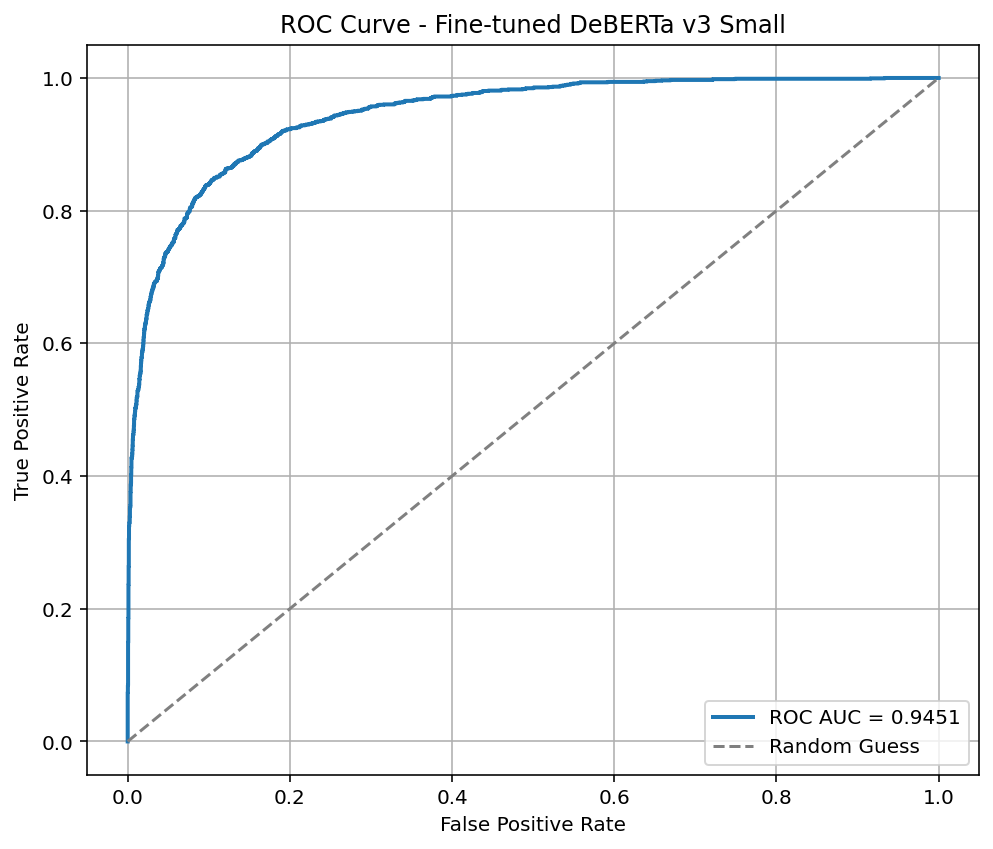 ROC Curve - Fine-tuned DeBERTa v3 Small
True Positive Rate
1.0
0.8
0.6
0.4
0.2
0.0
ROC AUC = 0.9451
Random Guess
0.0 0.2 0.4 0.6 0.8 1.0
False Positive Rate